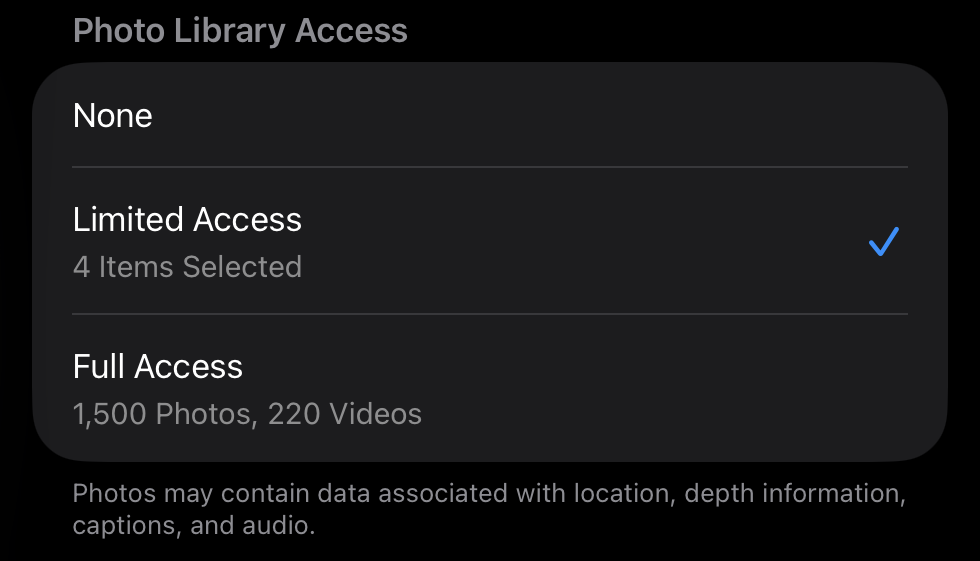 Photo Library Access
None
Limited Access
4 Items Selected
Full Access
1,500 Photos, 220 Videos
Photos may contain data associated with location, depth information,
captions, and audio.